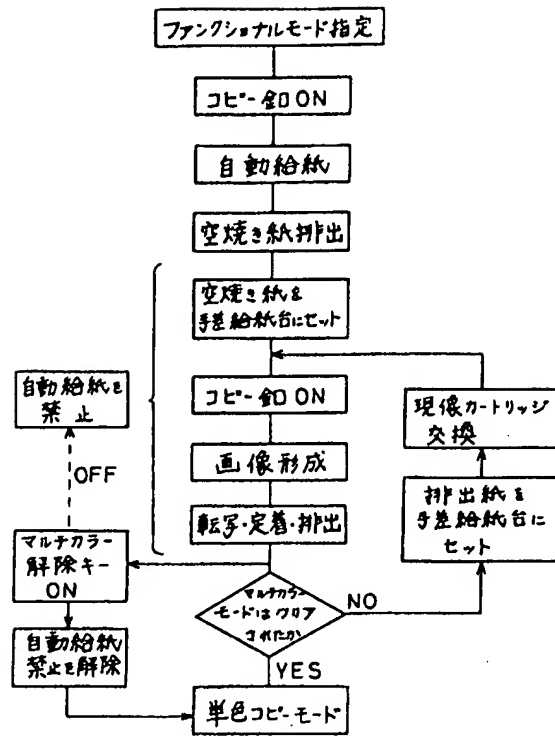 ファンクショナルモード指定
コピー釦ON
自動給紙
空焼き紙排出
空焼き紙を
手差給紙台にセット
コピー釦ON
画像形成
転写・定着・排出
マルチカラー
モードはクリア
されたか
NO
YES
単色コピーモード
排出紙を
手差給紙台に
セット
現像カートリッジ
交換
自動給紙を
禁止
OFF
マルチカラー
解除キー
ON
自動給紙
禁止を解除